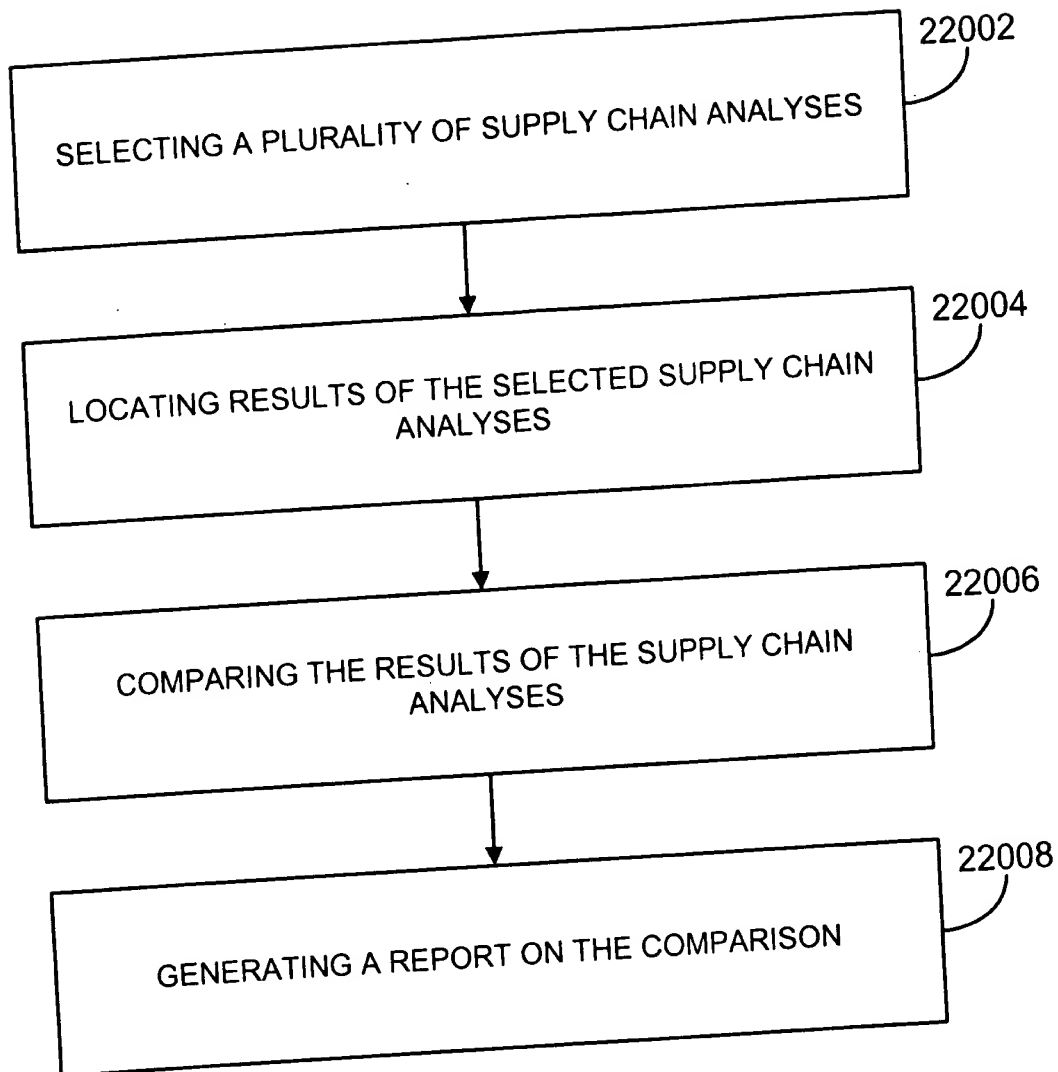 22002
SELECTING A PLURALITY OF SUPPLY CHAIN ANALYSES
22004
LOCATING RESULTS OF THE SELECTED SUPPLY CHAIN
ANALYSES
22006
COMPARING THE RESULTS OF THE SUPPLY CHAIN
ANALYSES
22008
GENERATING A REPORT ON THE COMPARISON